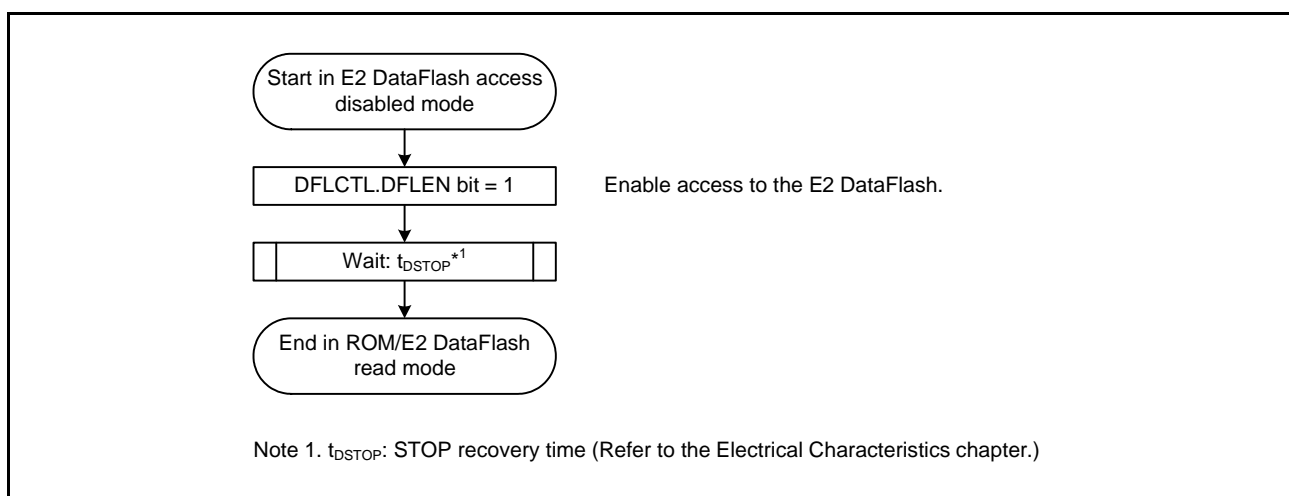 Start in E2 DataFlash access
disabled mode
DFLCTL.DFLEN bit = 1
Enable access to the E2 DataFlash.
Wait: tDSTOP*1
End in ROM/E2 DataFlash
read mode
Note 1. tDSTOP: STOP recovery time (Refer to the Electrical Characteristics chapter.)